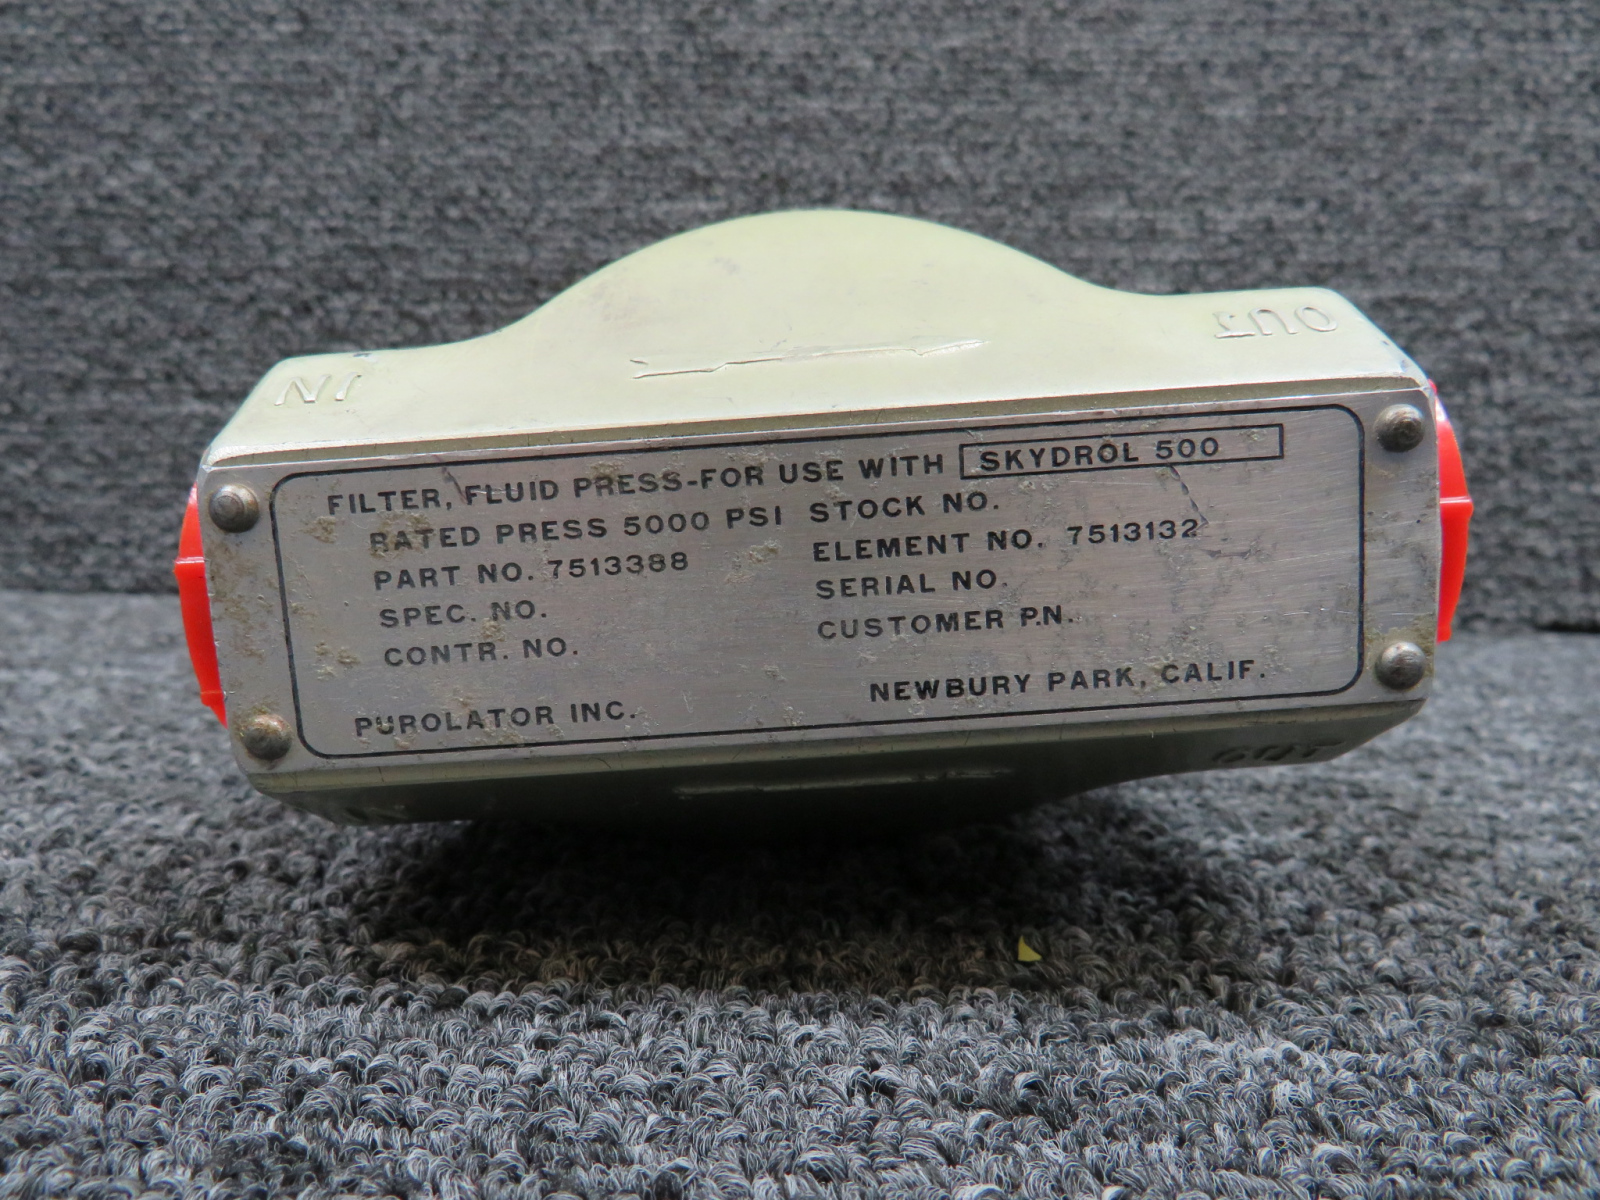 IN
OUT
FILTER, FLUID PRESS-FOR USE WITH SKYDROL 500
RATED PRESS 5000 PSI STOCK NO.
PART NO. 7513388 ELEMENT NO. 7513132
SPEC. NO. SERIAL NO.
CONTR. NO. CUSTOMER P.N.
PUROLATOR INC. NEWBURY PARK, CALIF.
OUT